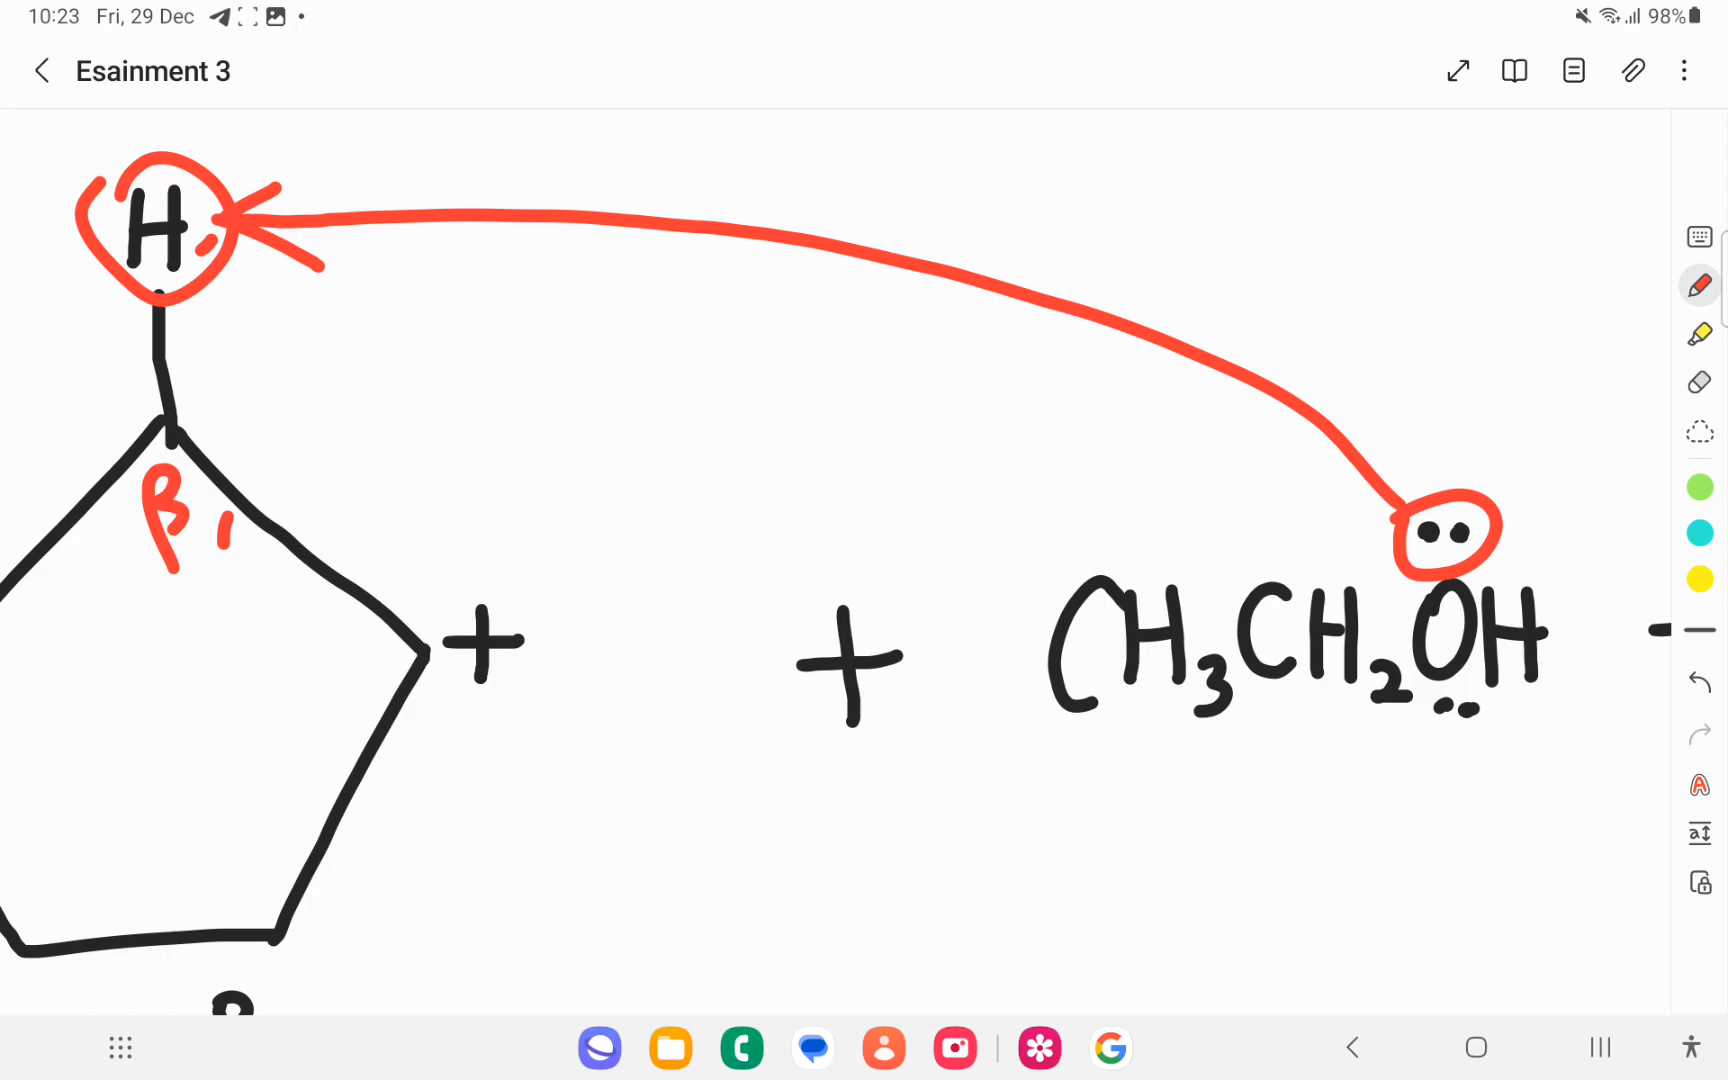 10:23 Fri, 29 Dec
98%
Esainment 3
H
β1
+
+ CH3CH2OH